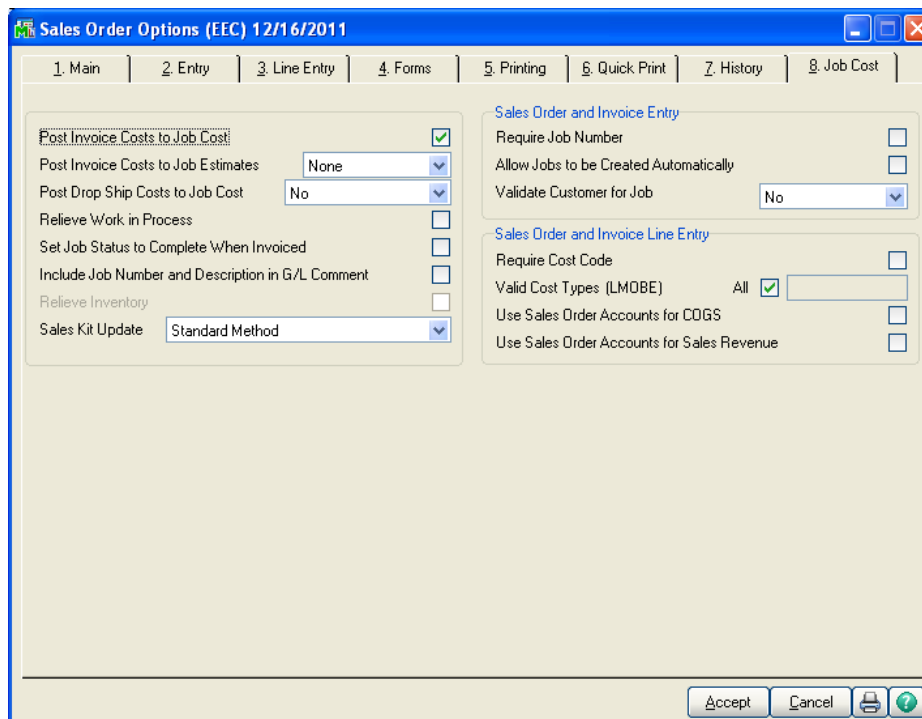 Sales Order Options (EEC) 12/16/2011
1. Main 2. Entry 3. Line Entry 4. Forms 5. Printing 6. Quick Print 7. History 8. Job Cost
Post Invoice Costs to Job Cost
Post Invoice Costs to Job Estimates None
Post Drop Ship Costs to Job Cost No
Relieve Work in Process
Set Job Status to Complete When Invoiced
Include Job Number and Description in G/L Comment
Relieve Inventory
Sales Kit Update Standard Method
Sales Order and Invoice Entry
Require Job Number
Allow Jobs to be Created Automatically
Validate Customer for Job No
Sales Order and Invoice Line Entry
Require Cost Code
Valid Cost Types (LMOBE) All
Use Sales Order Accounts for COGS
Use Sales Order Accounts for Sales Revenue
Accept Cancel